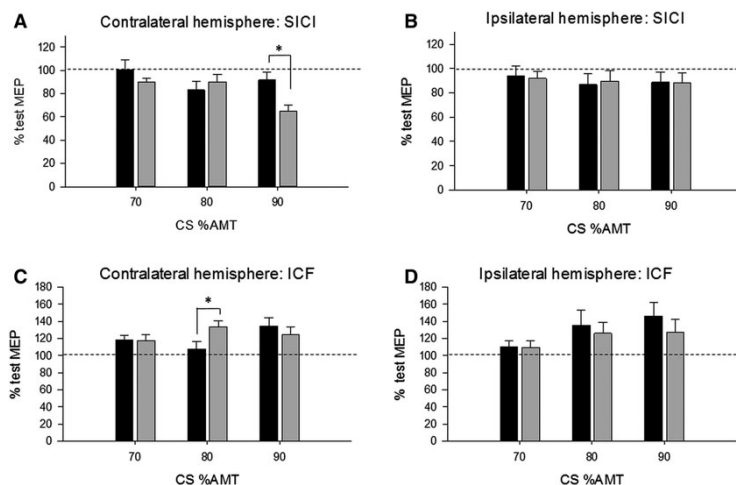 A Contralateral hemisphere: SICI
% test MEP
120
100
80
60
40
20
0
*
70 80 90
CS %AMT
B Ipsilateral hemisphere: SICI
% test MEP
120
100
80
60
40
20
0
70 80 90
CS %AMT
C Contralateral hemisphere: ICF
% test MEP
180
160
140
120
100
80
60
40
20
0
*
70 80 90
CS %AMT
D Ipsilateral hemisphere: ICF
% test MEP
180
160
140
120
100
80
60
40
20
0
70 80 90
CS %AMT